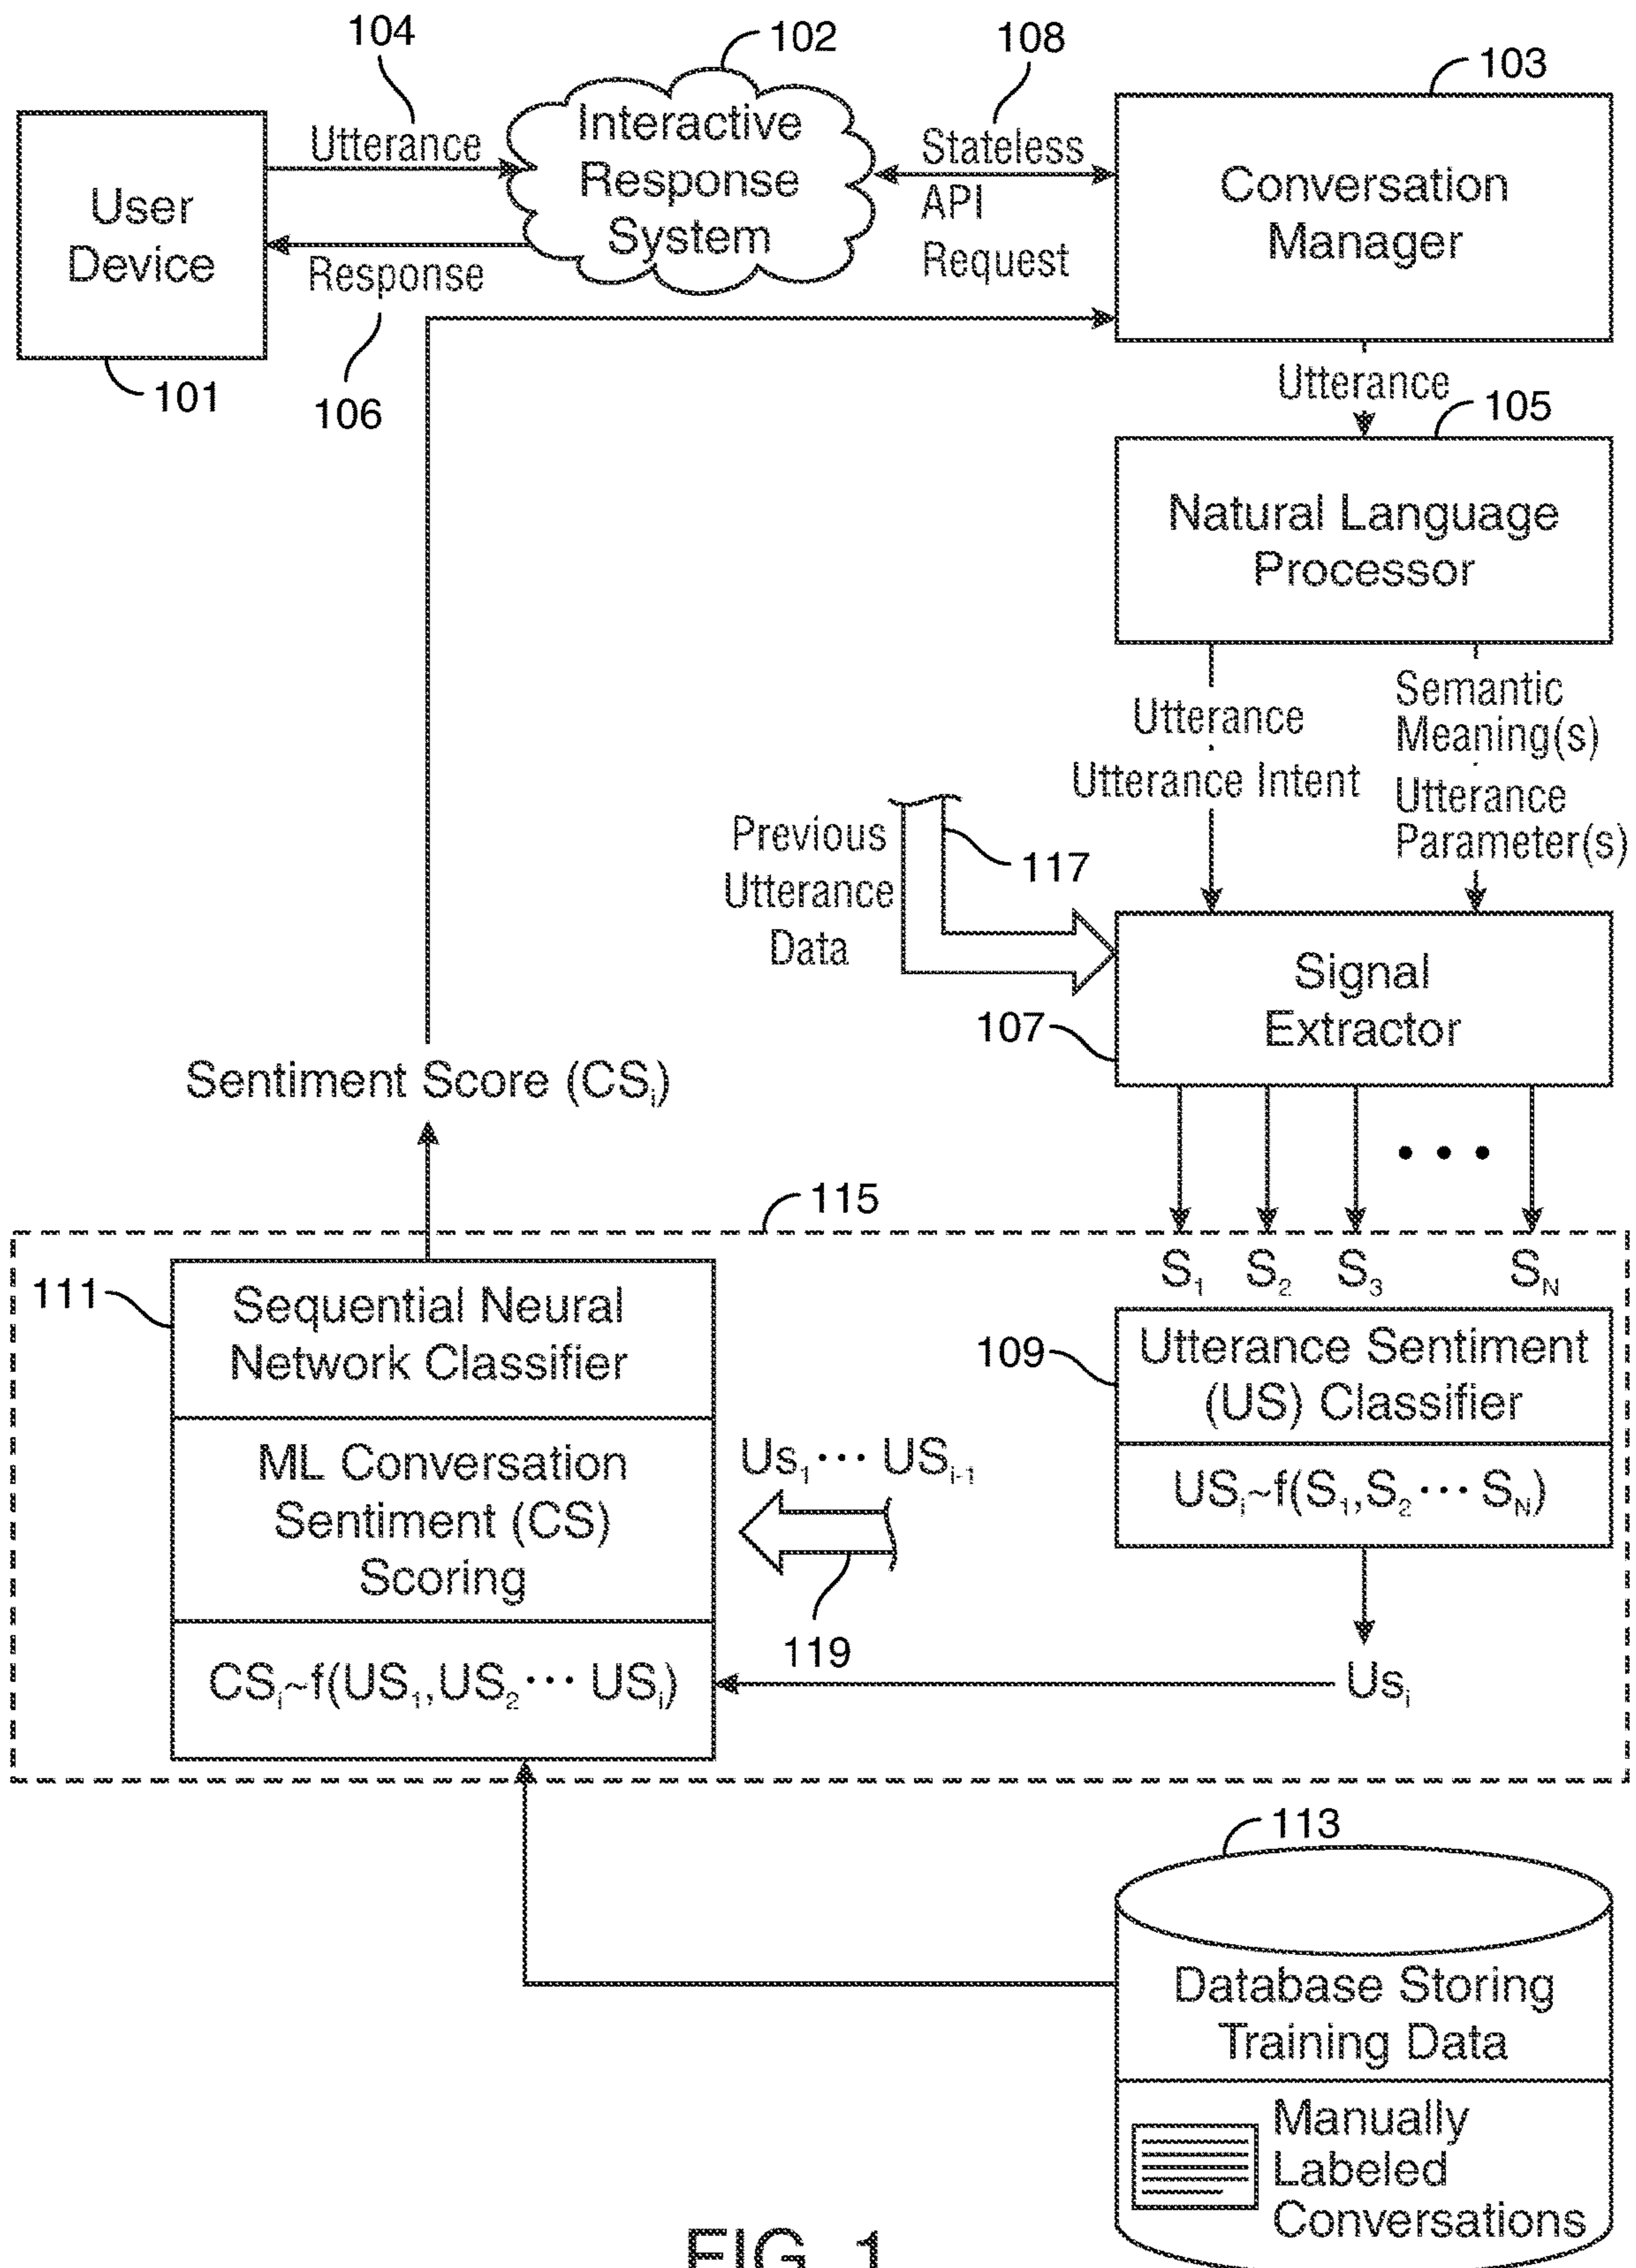 104
102
108
103
Utterance
Interactive
Response
System
Stateless
API
Request
Conversation
Manager
User
Device
Response
101
106
Utterance
105
Natural Language
Processor
Utterance
Utterance Intent
Semantic
Meaning(s)
Utterance
Parameter(s)
Previous
Utterance
Data
117
Signal
Extractor
107
Sentiment Score (CSi)
• • •
115
S1 S2 S3 SN
111
Sequential Neural
Network Classifier
109
Utterance Sentiment
(US) Classifier
ML Conversation
Sentiment (CS)
Scoring
Us1 ••• USi-1
USi~f(S1,S2 ••• SN)
119
CSi~f(US1,US2 ••• USi)
Usi
113
Database Storing
Training Data
Manually
Labeled
Conversations
FIG. 1